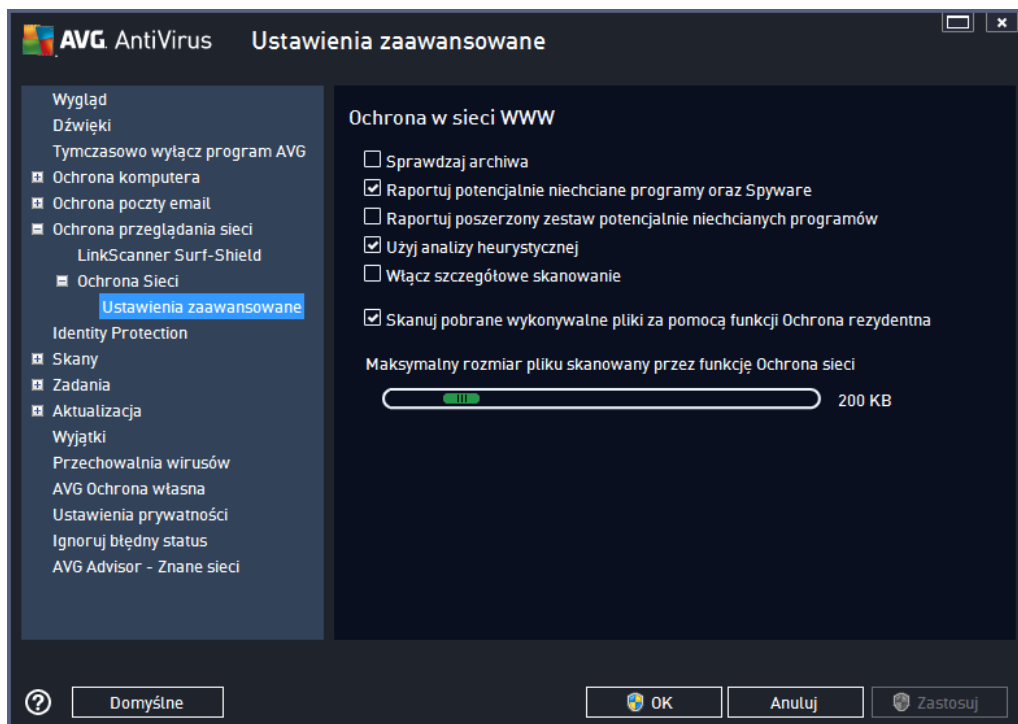 AVG. AntiVirus Ustawienia zaawansowane
Wygląd
Dźwięki
Tymczasowo wyłącz program AVG
Ochrona komputera
Ochrona poczty email
Ochrona przeglądania sieci
LinkScanner Surf-Shield
Ochrona Sieci
Ustawienia zaawansowane
Identity Protection
Skany
Zadania
Aktualizacja
Wyjątki
Przechowalnia wirusów
AVG Ochrona własna
Ustawienia prywatności
Ignoruj błędny status
AVG Advisor - Znane sieci
Ochrona w sieci WWW
Sprawdzaj archiwa
Raportuj potencjalnie niechciane programy oraz Spyware
Raportuj poszerzony zestaw potencjalnie niechcianych programów
Użyj analizy heurystycznej
Włącz szczegółowe skanowanie
Skanuj pobrane wykonywalne pliki za pomocą funkcji Ochrona rezydentna
Maksymalny rozmiar pliku skanowany przez funkcję Ochrona sieci
200 KB
Domyślne
OK
Anuluj
Zastosuj